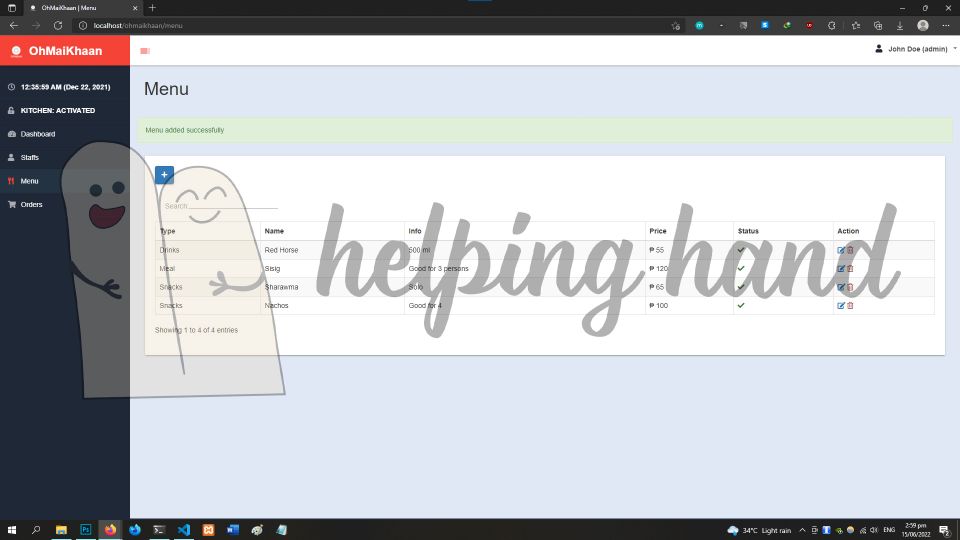 OhMaiKhaan | Menu
localhost/ohmaikhaan/menu
OhMaiKhaan
John Doe (admin)
12:35:59 AM (Dec 22, 2021)
KITCHEN: ACTIVATED
Dashboard
Staffs
Menu
Orders
Menu
Menu added successfully
+
Search
Type Name Info Price Status Action
Drinks Red Horse 500 ml ₱ 55
Meal Sisig Good for 3 persons ₱ 120
Snacks Sharawma Solo ₱ 65
Snacks Nachos Good for 4 ₱ 100
Showing 1 to 4 of 4 entries
helping hand
34°C Light rain
ENG
2:59 pm
15/06/2022